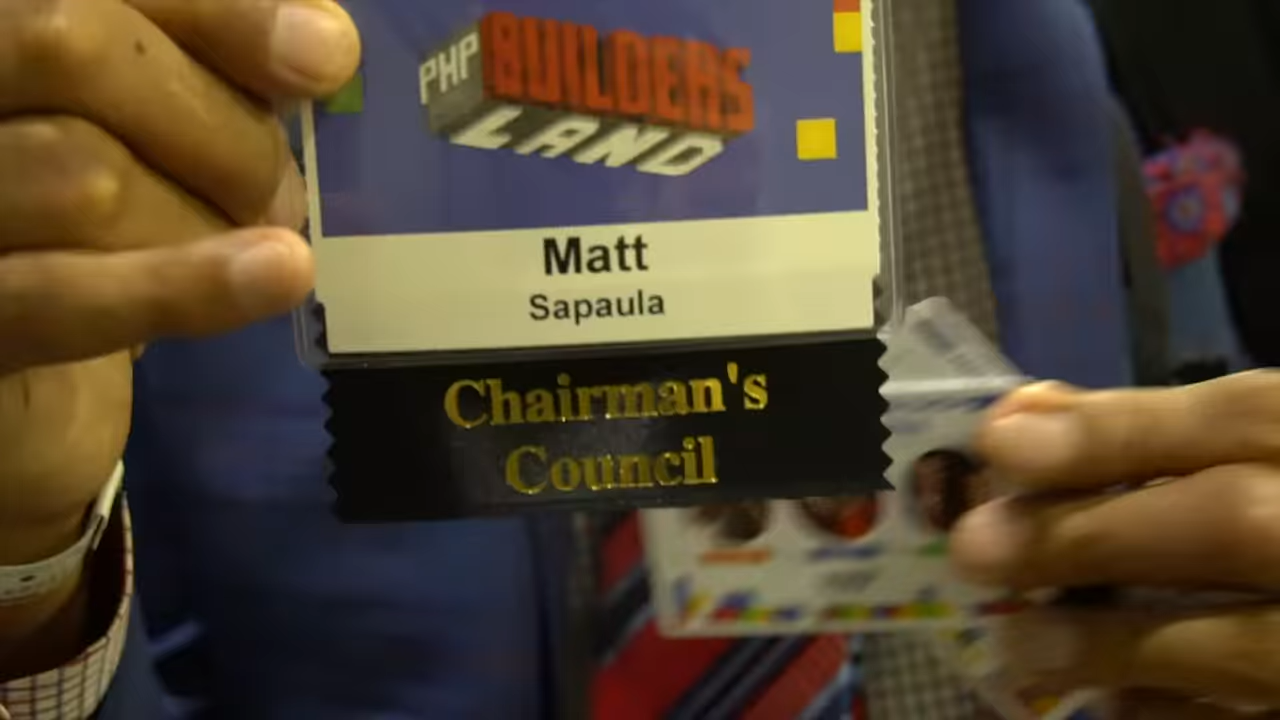 PHP BUILDERS
LAND
Matt
Sapaula
Chairman's
Council